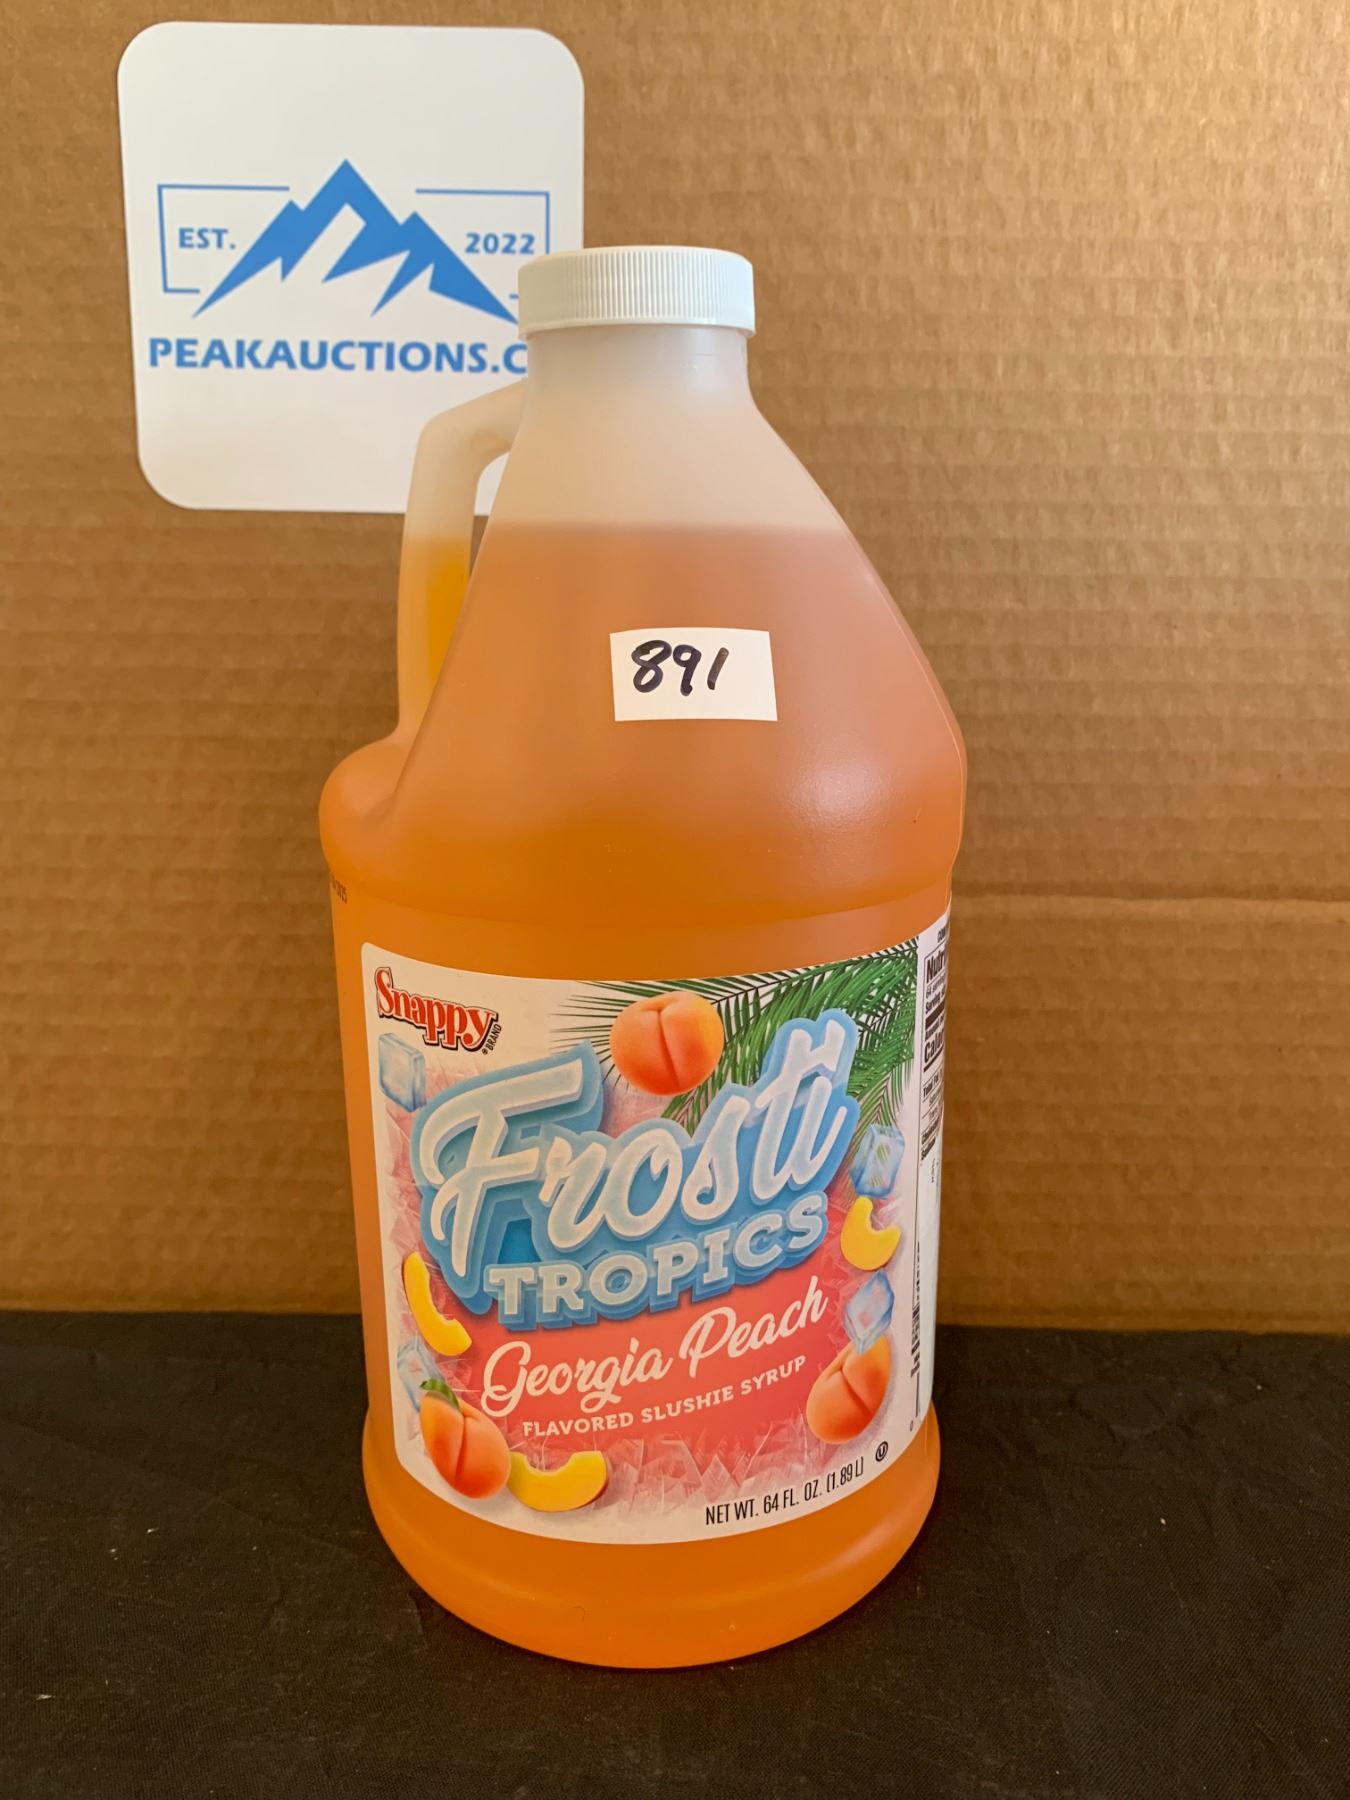 EST. 2022
PEAKAUCTIONS.C
891
Snappy
® BRAND
Frosti
TROPICS
Georgia Peach
FLAVORED SLUSHIE SYRUP
NET WT. 64 FL. OZ. (1.89 L) U